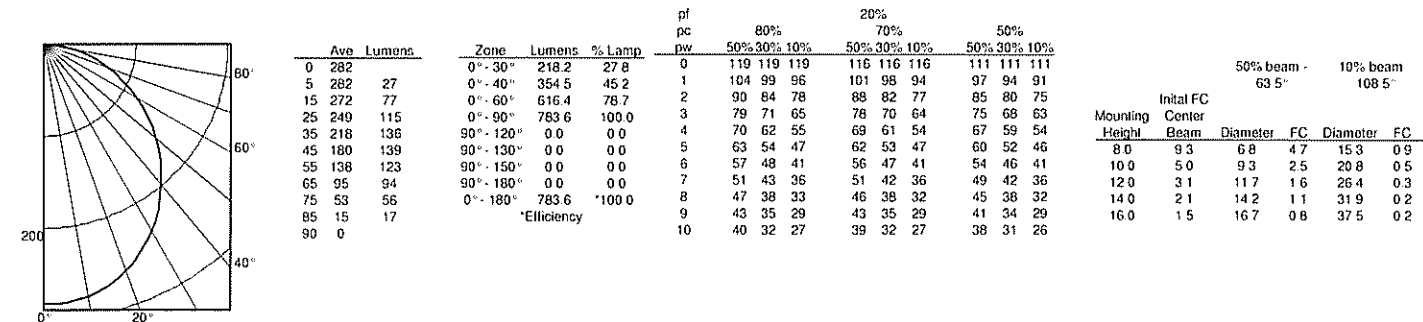 80°
60°
40°
200
0° 20°
Ave Lumens
0 282
5 282 27
15 272 77
25 249 115
35 218 136
45 180 139
55 138 123
65 95 94
75 53 56
85 15 17
90 0
Zone Lumens % Lamp
0° - 30° 218.2 27.8
0° - 40° 354.5 45.2
0° - 60° 616.4 78.7
0° - 90° 783.6 100.0
90° - 120° 0.0 0.0
90° - 130° 0.0 0.0
90° - 150° 0.0 0.0
90° - 180° 0.0 0.0
0° - 180° 783.6 *100.0
*Efficiency
pf 20%
pc 80% 70% 50%
pw 50% 30% 10% 50% 30% 10% 50% 30% 10%
0 119 119 119 116 116 116 111 111 111
1 104 99 96 101 98 94 97 94 91
2 90 84 78 88 82 77 85 80 75
3 79 71 65 78 70 64 75 68 63
4 70 62 55 69 61 54 67 59 54
5 63 54 47 62 53 47 60 52 46
6 57 48 41 56 47 41 54 46 41
7 51 43 36 51 42 36 49 42 36
8 47 38 33 46 38 32 45 38 32
9 43 35 29 43 35 29 41 34 29
10 40 32 27 39 32 27 38 31 26
50% beam - 10% beam
63.5° 108.5°
Inital FC
Mounting Center
Height Beam Diameter FC Diameter FC
8.0 9.3 6.8 4.7 15.3 0.9
10.0 5.0 9.3 2.5 20.8 0.5
12.0 3.1 11.7 1.6 26.4 0.3
14.0 2.1 14.2 1.1 31.9 0.2
16.0 1.5 16.7 0.8 37.5 0.2